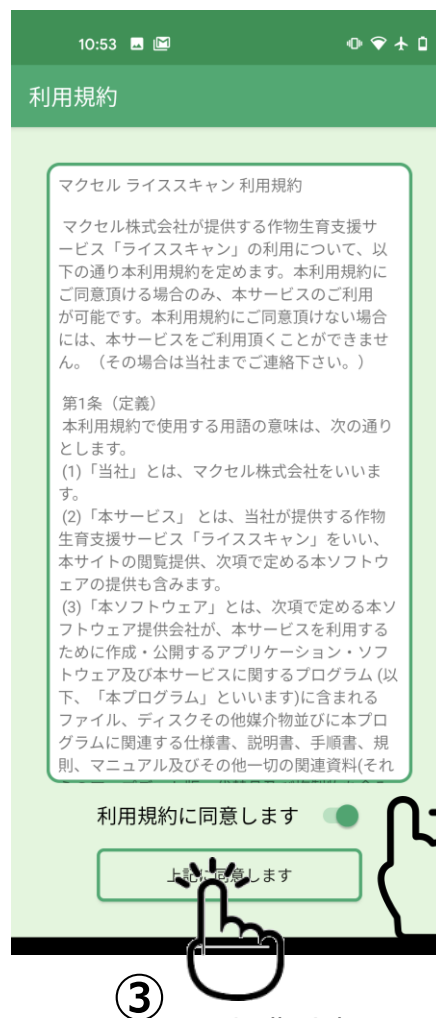 10:53
利用規約
マクセル ライススキャン 利用規約
マクセル株式会社が提供する作物生育支援サ
ービス「ライススキャン」の利用について、以
下の通り本利用規約を定めます。本利用規約に
ご同意頂ける場合のみ、本サービスのご利用
が可能です。本利用規約にご同意頂けない場合
には、本サービスをご利用頂くことができませ
ん。（その場合は当社までご連絡下さい。）
第1条（定義）
本利用規約で使用する用語の意味は、次の通り
とします。
(1)「当社」とは、マクセル株式会社をいいま
す。
(2)「本サービス」 とは、当社が提供する作物
生育支援サービス「ライススキャン」をいい、
本サイトの閲覧提供、次項で定める本ソフトウ
ェアの提供も含みます。
(3)「本ソフトウェア」とは、次項で定める本ソ
フトウェア提供会社が、本サービスを利用する
ために作成・公開するアプリケーション・ソフ
トウェア及び本サービスに関するプログラム (以
下、「本プログラム」といいます)に含まれる
ファイル、ディスクその他媒介物並びに本プロ
グラムに関連する仕様書、説明書、手順書、規
則、マニュアル及びその他一切の関連資料(それ
利用規約に同意します
上記に同意します
③